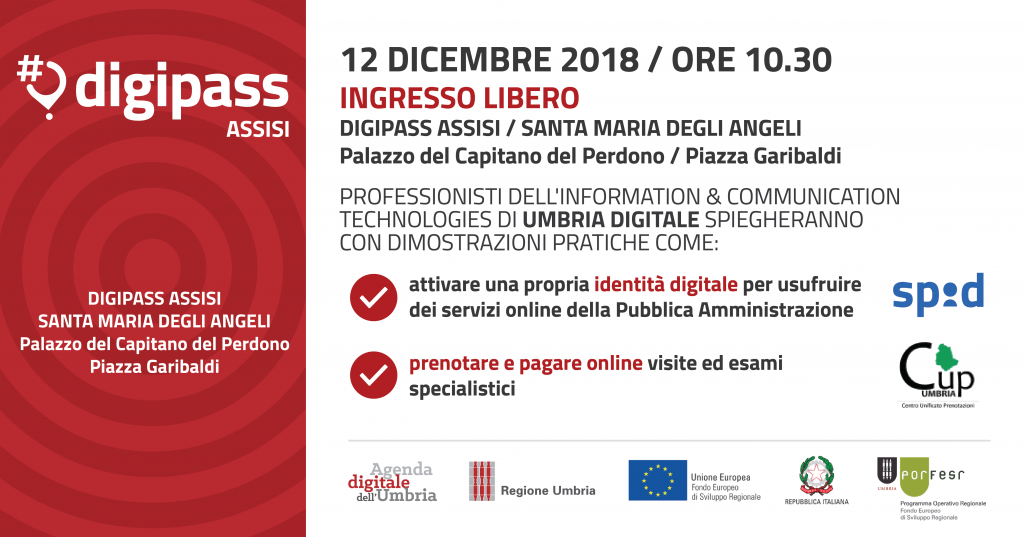 #digipass
ASSISI
DIGIPASS ASSISI
SANTA MARIA DEGLI ANGELI
Palazzo del Capitano del Perdono
Piazza Garibaldi
12 DICEMBRE 2018 / ORE 10.30
INGRESSO LIBERO
DIGIPASS ASSISI / SANTA MARIA DEGLI ANGELI
Palazzo del Capitano del Perdono / Piazza Garibaldi
PROFESSIONISTI DELL'INFORMATION & COMMUNICATION
TECHNOLOGIES DI UMBRIA DIGITALE SPIEGHERANNO
CON DIMOSTRAZIONI PRATICHE COME:
attivare una propria identità digitale per usufruire
dei servizi online della Pubblica Amministrazione
spid
prenotare e pagare online visite ed esami
specialistici
Cup
UMBRIA
Centro Unificato Prenotazioni
Agenda
digitale
dell'Umbria
Regione Umbria
Unione Europea
Fondo Europeo
di Sviluppo Regionale
REPUBBLICA ITALIANA
UMBRIA
POR FESR
Programma Operativo Regionale
Fondo Europeo
di Sviluppo Regionale